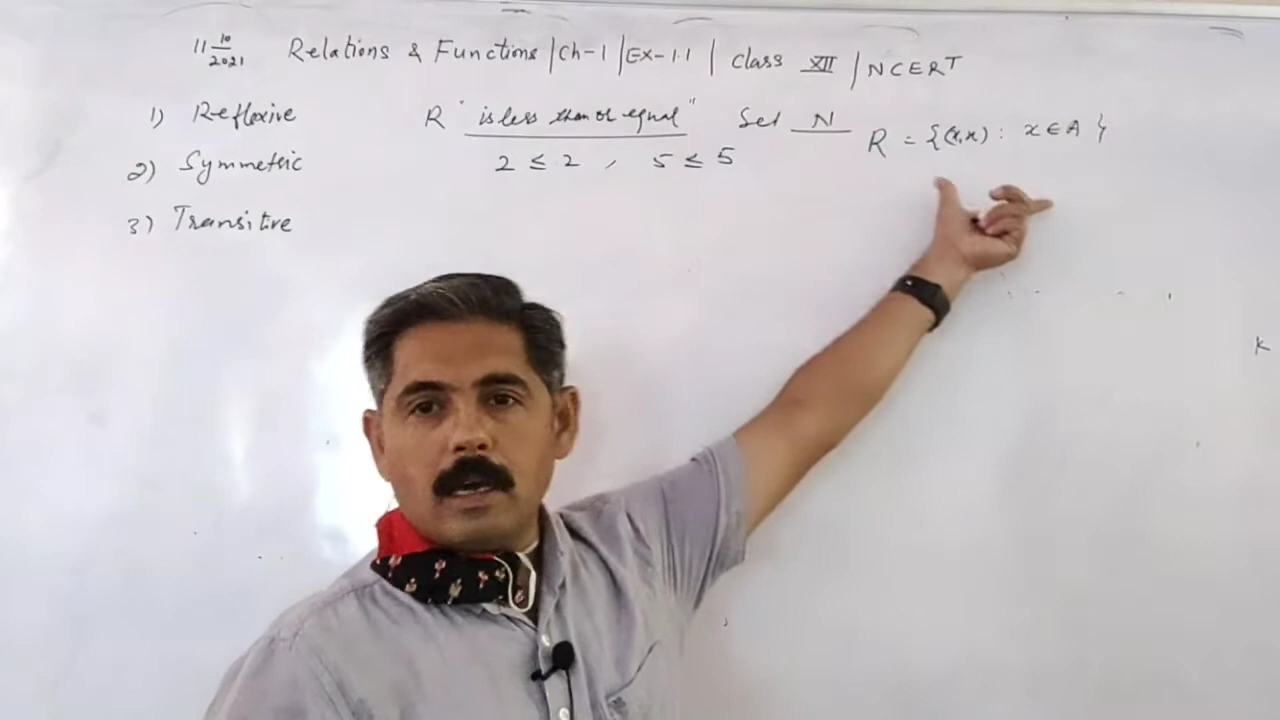 11 10/2021 Relations & Functions | Ch-1 | Ex-1.1 | Class XII | NCERT
1) Reflexive R "is less than or equal" Set N R = {(x,x) : x ∈ A}
2) Symmetric 2 ≤ 2 , 5 ≤ 5
3) Transitive
K